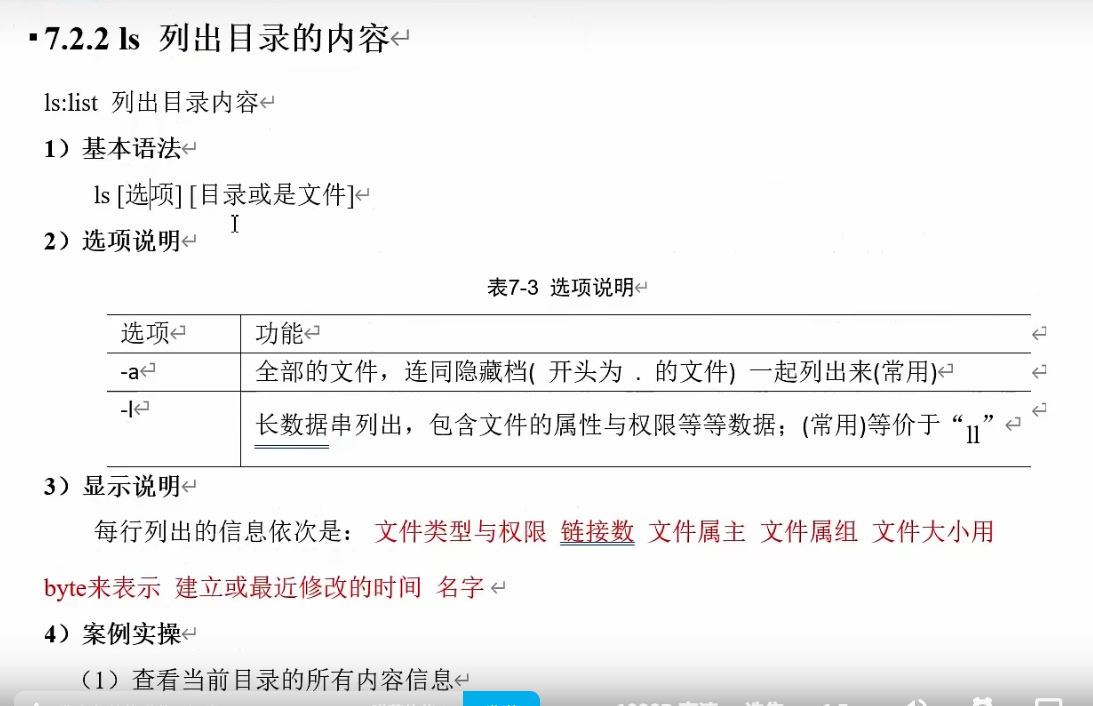 7.2.2 ls 列出目录的内容
ls:list 列出目录内容
1）基本语法
ls [选项] [目录或是文件]
2）选项说明
表7-3 选项说明
选项 功能
-a 全部的文件，连同隐藏档( 开头为 . 的文件) 一起列出来(常用)
-l 长数据串列出，包含文件的属性与权限等等数据；(常用)等价于“ll”
3）显示说明
每行列出的信息依次是： 文件类型与权限 链接数 文件属主 文件属组 文件大小用
byte来表示 建立或最近修改的时间 名字
4）案例实操
（1）查看当前目录的所有内容信息